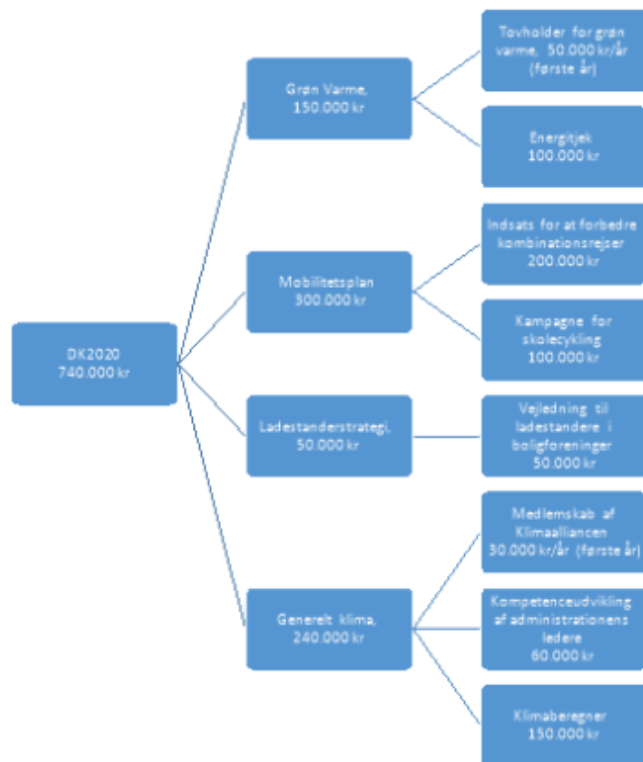 DK2020
740.000 kr
Grøn Varme,
150.000 kr
Tovholder for grøn
varme, 50.000 kr/år
(første år)
Energitjek
100.000 kr
Mobilitetsplan
300.000 kr
Indsats for at forbedre
kombinationsrejser
200.000 kr
Kampagne for
skolecykling
100.000 kr
Ladestanderstrategi,
50.000 kr
Vejledning til
ladestandere i
boligforeninger
50.000 kr
Generelt klima,
240.000 kr
Medlemskab af
Klimaalliancen
30.000 kr/år (første år)
Kompetenceudvikling
af administrationens
ledere
60.000 kr
Klimaberegner
150.000 kr